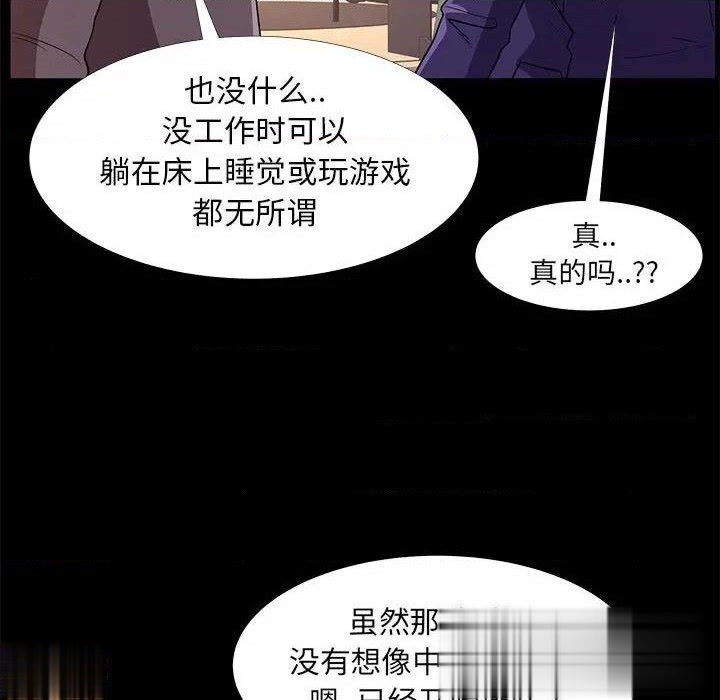 也没什么..
没工作时可以
躺在床上睡觉或玩游戏
都无所谓
真..
真的吗..??
虽然那
没有想像中